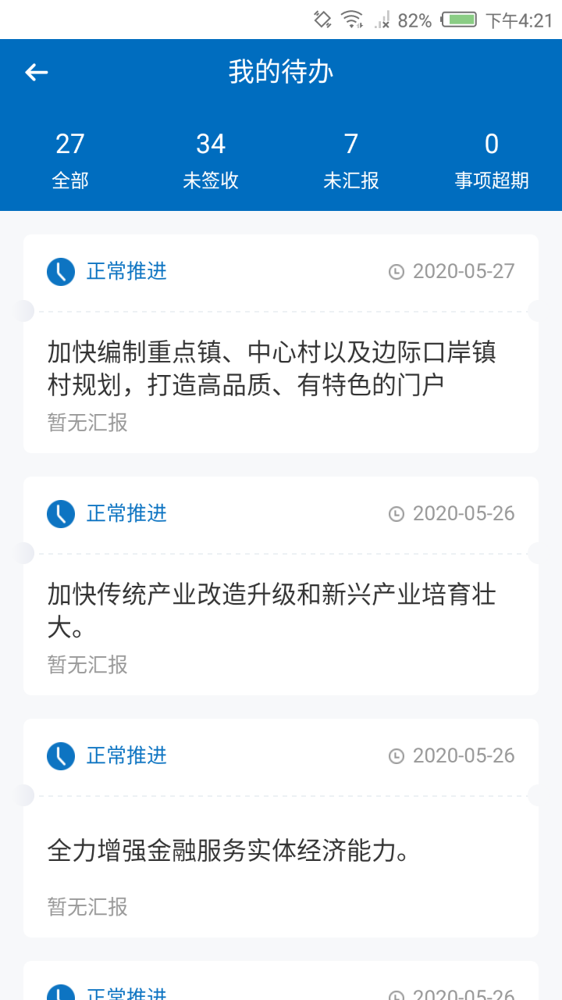 82% 下午4:21
我的待办
27 34 7 0
全部 未签收 未汇报 事项超期
正常推进 2020-05-27
加快编制重点镇、中心村以及边际口岸镇
村规划，打造高品质、有特色的门户
暂无汇报
正常推进 2020-05-26
加快传统产业改造升级和新兴产业培育壮
大。
暂无汇报
正常推进 2020-05-26
全力增强金融服务实体经济能力。
暂无汇报
正常推进 2020-05-26